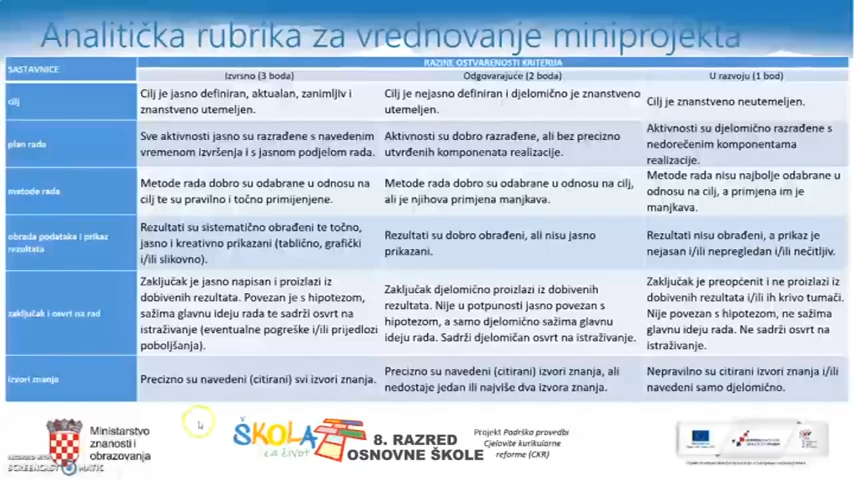 Analitička rubrika za vrednovanje miniprojekta
SASTAVNICE
RAZINE OSTVARENOSTI KRITERIJA
Izvrsno (3 boda)
Odgovarajuće (2 boda)
U razvoju (1 bod)
cilj
Cilj je jasno definiran, aktualan, zanimljiv i
znanstveno utemeljen.
Cilj je nejasno definiran i djelomično je znanstveno
utemeljen.
Cilj je znanstveno neutemeljen.
plan rada
Sve aktivnosti jasno su razrađene s navedenim
vremenom izvršenja i s jasnom podjelom rada.
Aktivnosti su dobro razrađene, ali bez precizno
utvrđenih komponenata realizacije.
Aktivnosti su djelomično razrađene s
nedorečenim komponentama
realizacije.
metode rada
Metode rada dobro su odabrane u odnosu na
cilj te su pravilno i točno primijenjene.
Metode rada dobro su odabrane u odnosu na cilj,
ali je njihova primjena manjkava.
Metode rada nisu najbolje odabrane u
odnosu na cilj, a primjena im je
manjkava.
obrada podataka i prikaz
rezultata
Rezultati su sistematično obrađeni te točno,
jasno i kreativno prikazani (tablično, grafički
i/ili slikovno).
Rezultati su dobro obrađeni, ali nisu jasno
prikazani.
Rezultati nisu obrađeni, a prikaz je
nejasan i/ili nepregledan i/ili nečitljiv.
zaključak i osvrt na rad
Zaključak je jasno napisan i proizlazi iz
dobivenih rezultata. Povezan je s hipotezom,
sažima glavnu ideju rada te sadrži osvrt na
istraživanje (eventualne pogreške i/ili prijedlozi
poboljšanja).
Zaključak djelomično proizlazi iz dobivenih
rezultata. Nije u potpunosti jasno povezan s
hipotezom, a samo djelomično sažima glavnu
ideju rada. Sadrži djelomičan osvrt na istraživanje.
Zaključak je preopćenit i ne proizlazi iz
dobivenih rezultata i/ili ih krivo tumači.
Nije povezan s hipotezom, ne sažima
glavnu ideju rada. Ne sadrži osvrt na
istraživanje.
izvori znanja
Precizno su navedeni (citirani) svi izvori znanja.
Precizno su navedeni (citirani) izvori znanja, ali
nedostaje jedan ili najviše dva izvora znanja.
Nepravilno su citirani izvori znanja i/ili
navedeni samo djelomično.
Ministarstvo
znanosti i
obrazovanja
ŠKOLA
za život
8. RAZRED
OSNOVNE ŠKOLE
Projekt Podrška provedbi
Cjelovite kurikularne
reforme (CKR)
RECORDED WITH
SCREENCAST MATIC